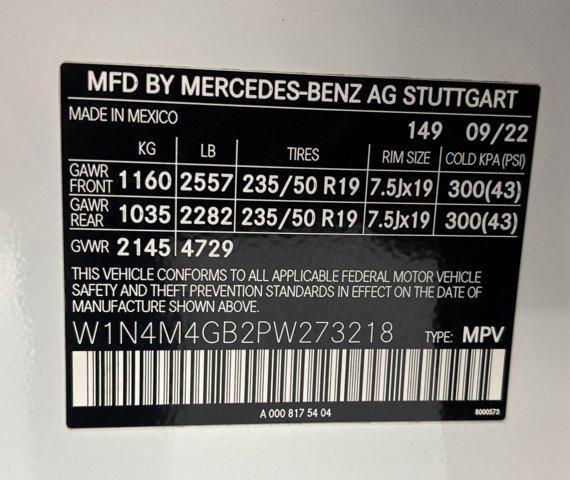 MFD BY MERCEDES-BENZ AG STUTTGART
MADE IN MEXICO
149 09/22
KG LB TIRES RIM SIZE COLD KPA(PSI)
GAWR FRONT 1160 2557 235/50 R19 7.5Jx19 300(43)
GAWR REAR 1035 2282 235/50 R19 7.5Jx19 300(43)
GVWR 2145 4729
THIS VEHICLE CONFORMS TO ALL APPLICABLE FEDERAL MOTOR VEHICLE
SAFETY AND THEFT PREVENTION STANDARDS IN EFFECT ON THE DATE OF
MANUFACTURE SHOWN ABOVE.
W1N4M4GB2PW273218 TYPE: MPV
A 000 817 54 04 8000573